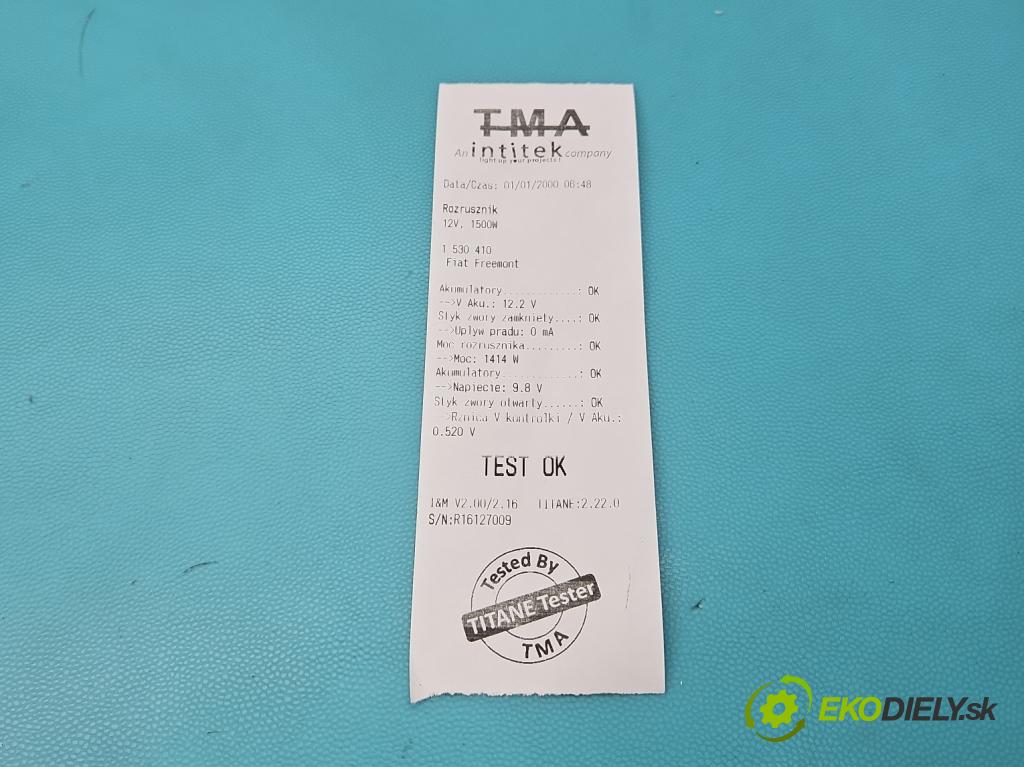 TMA
An intitek company
light up your projects!
Data/Czas: 01/01/2000 06:48
Rozrusznik
12V, 1500W
1 530 410
Fiat Freemont
Akumulatory............: OK
-->V Aku.: 12.2 V
Styk zwory zamkniety....: OK
-->Uplyw pradu: 0 mA
Moc rozrusznika.........: OK
-->Moc: 1414 W
Akumulatory............: OK
-->Napiecie: 9.8 V
Styk zwory otwarty......: OK
-->Rznica V kontrolki / V Aku.:
0.520 V
TEST OK
I&M V2.00/2.16 TITANE:2.22.0
S/N:R16127009
Tested By
TITANE Tester
TMA
EKODIELY.sk